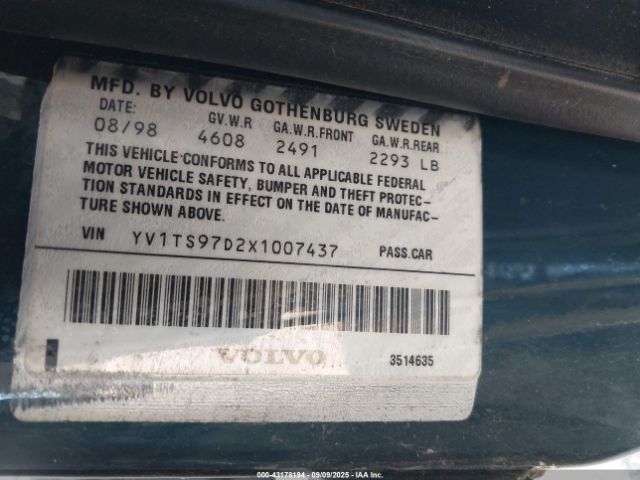 MFD. BY VOLVO GOTHENBURG SWEDEN
DATE: GV.W.R GA.W.R.FRONT GA.W.R.REAR
08/98 4608 2491 2293 LB
THIS VEHICLE CONFORMS TO ALL APPLICABLE FEDERAL
MOTOR VEHICLE SAFETY, BUMPER AND THEFT PROTEC-
TION STANDARDS IN EFFECT ON THE DATE OF MANUFAC-
TURE SHOWN ABOVE.
VIN YV1TS97D2X1007437 PASS.CAR
VOLVO 3514635
000-43178194 - 09/09/2025 - IAA Inc.